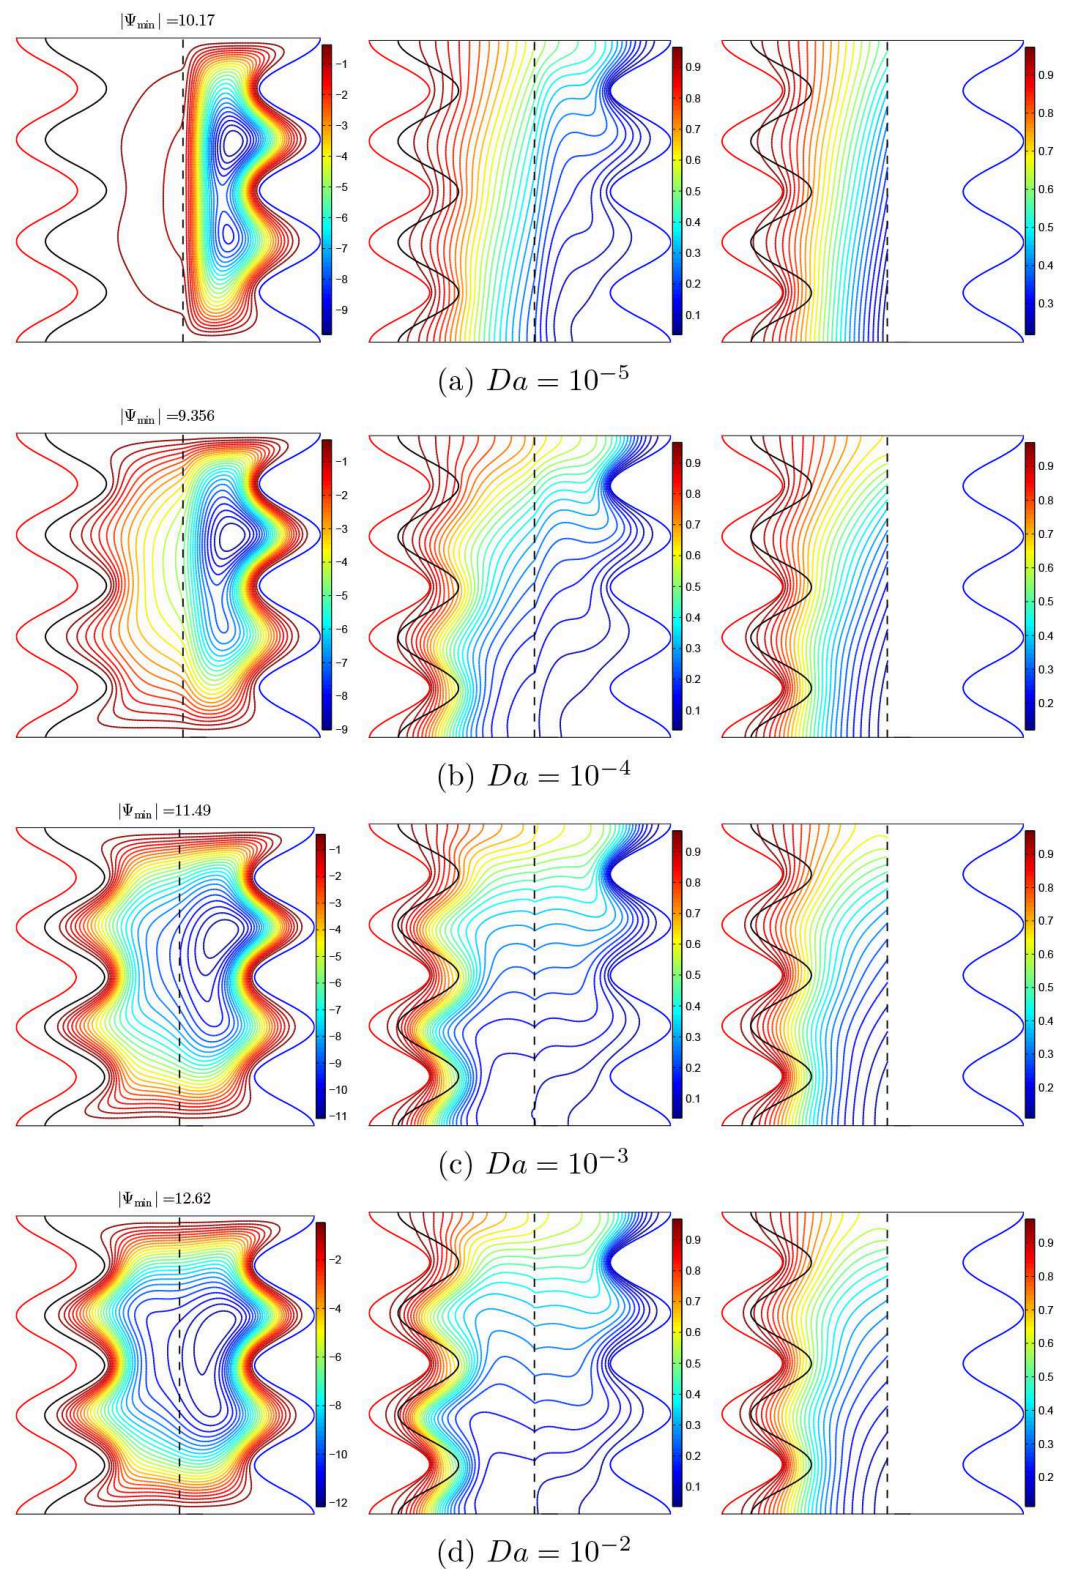 |Ψmin| =10.17
−1 −2 −3 −4 −5 −6 −7 −8 −9
0.9 0.8 0.7 0.6 0.5 0.4 0.3 0.2 0.1
0.9 0.8 0.7 0.6 0.5 0.4 0.3
(a) Da = 10⁻⁵
|Ψmin| =9.356
−1 −2 −3 −4 −5 −6 −7 −8 −9
0.9 0.8 0.7 0.6 0.5 0.4 0.3 0.2 0.1
0.9 0.8 0.7 0.6 0.5 0.4 0.3 0.2
(b) Da = 10⁻⁴
|Ψmin| =11.49
−1 −2 −3 −4 −5 −6 −7 −8 −9 −10 −11
0.9 0.8 0.7 0.6 0.5 0.4 0.3 0.2 0.1
0.9 0.8 0.7 0.6 0.5 0.4 0.3 0.2
(c) Da = 10⁻³
|Ψmin| =12.62
−2 −4 −6 −8 −10 −12
0.9 0.8 0.7 0.6 0.5 0.4 0.3 0.2 0.1
0.9 0.8 0.7 0.6 0.5 0.4 0.3 0.2
(d) Da = 10⁻²